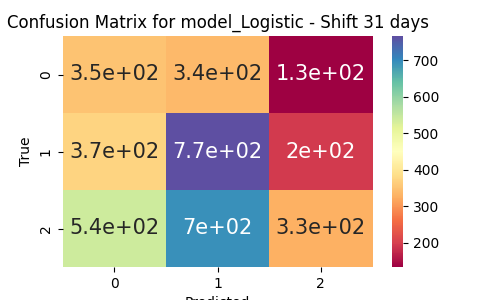 Confusion Matrix for model_Logistic - Shift 31 days
0 3.5e+02 3.4e+02 1.3e+02
1 3.7e+02 7.7e+02 2e+02
2 5.4e+02 7e+02 3.3e+02
True
0 1 2
Predicted
700
600
500
400
300
200